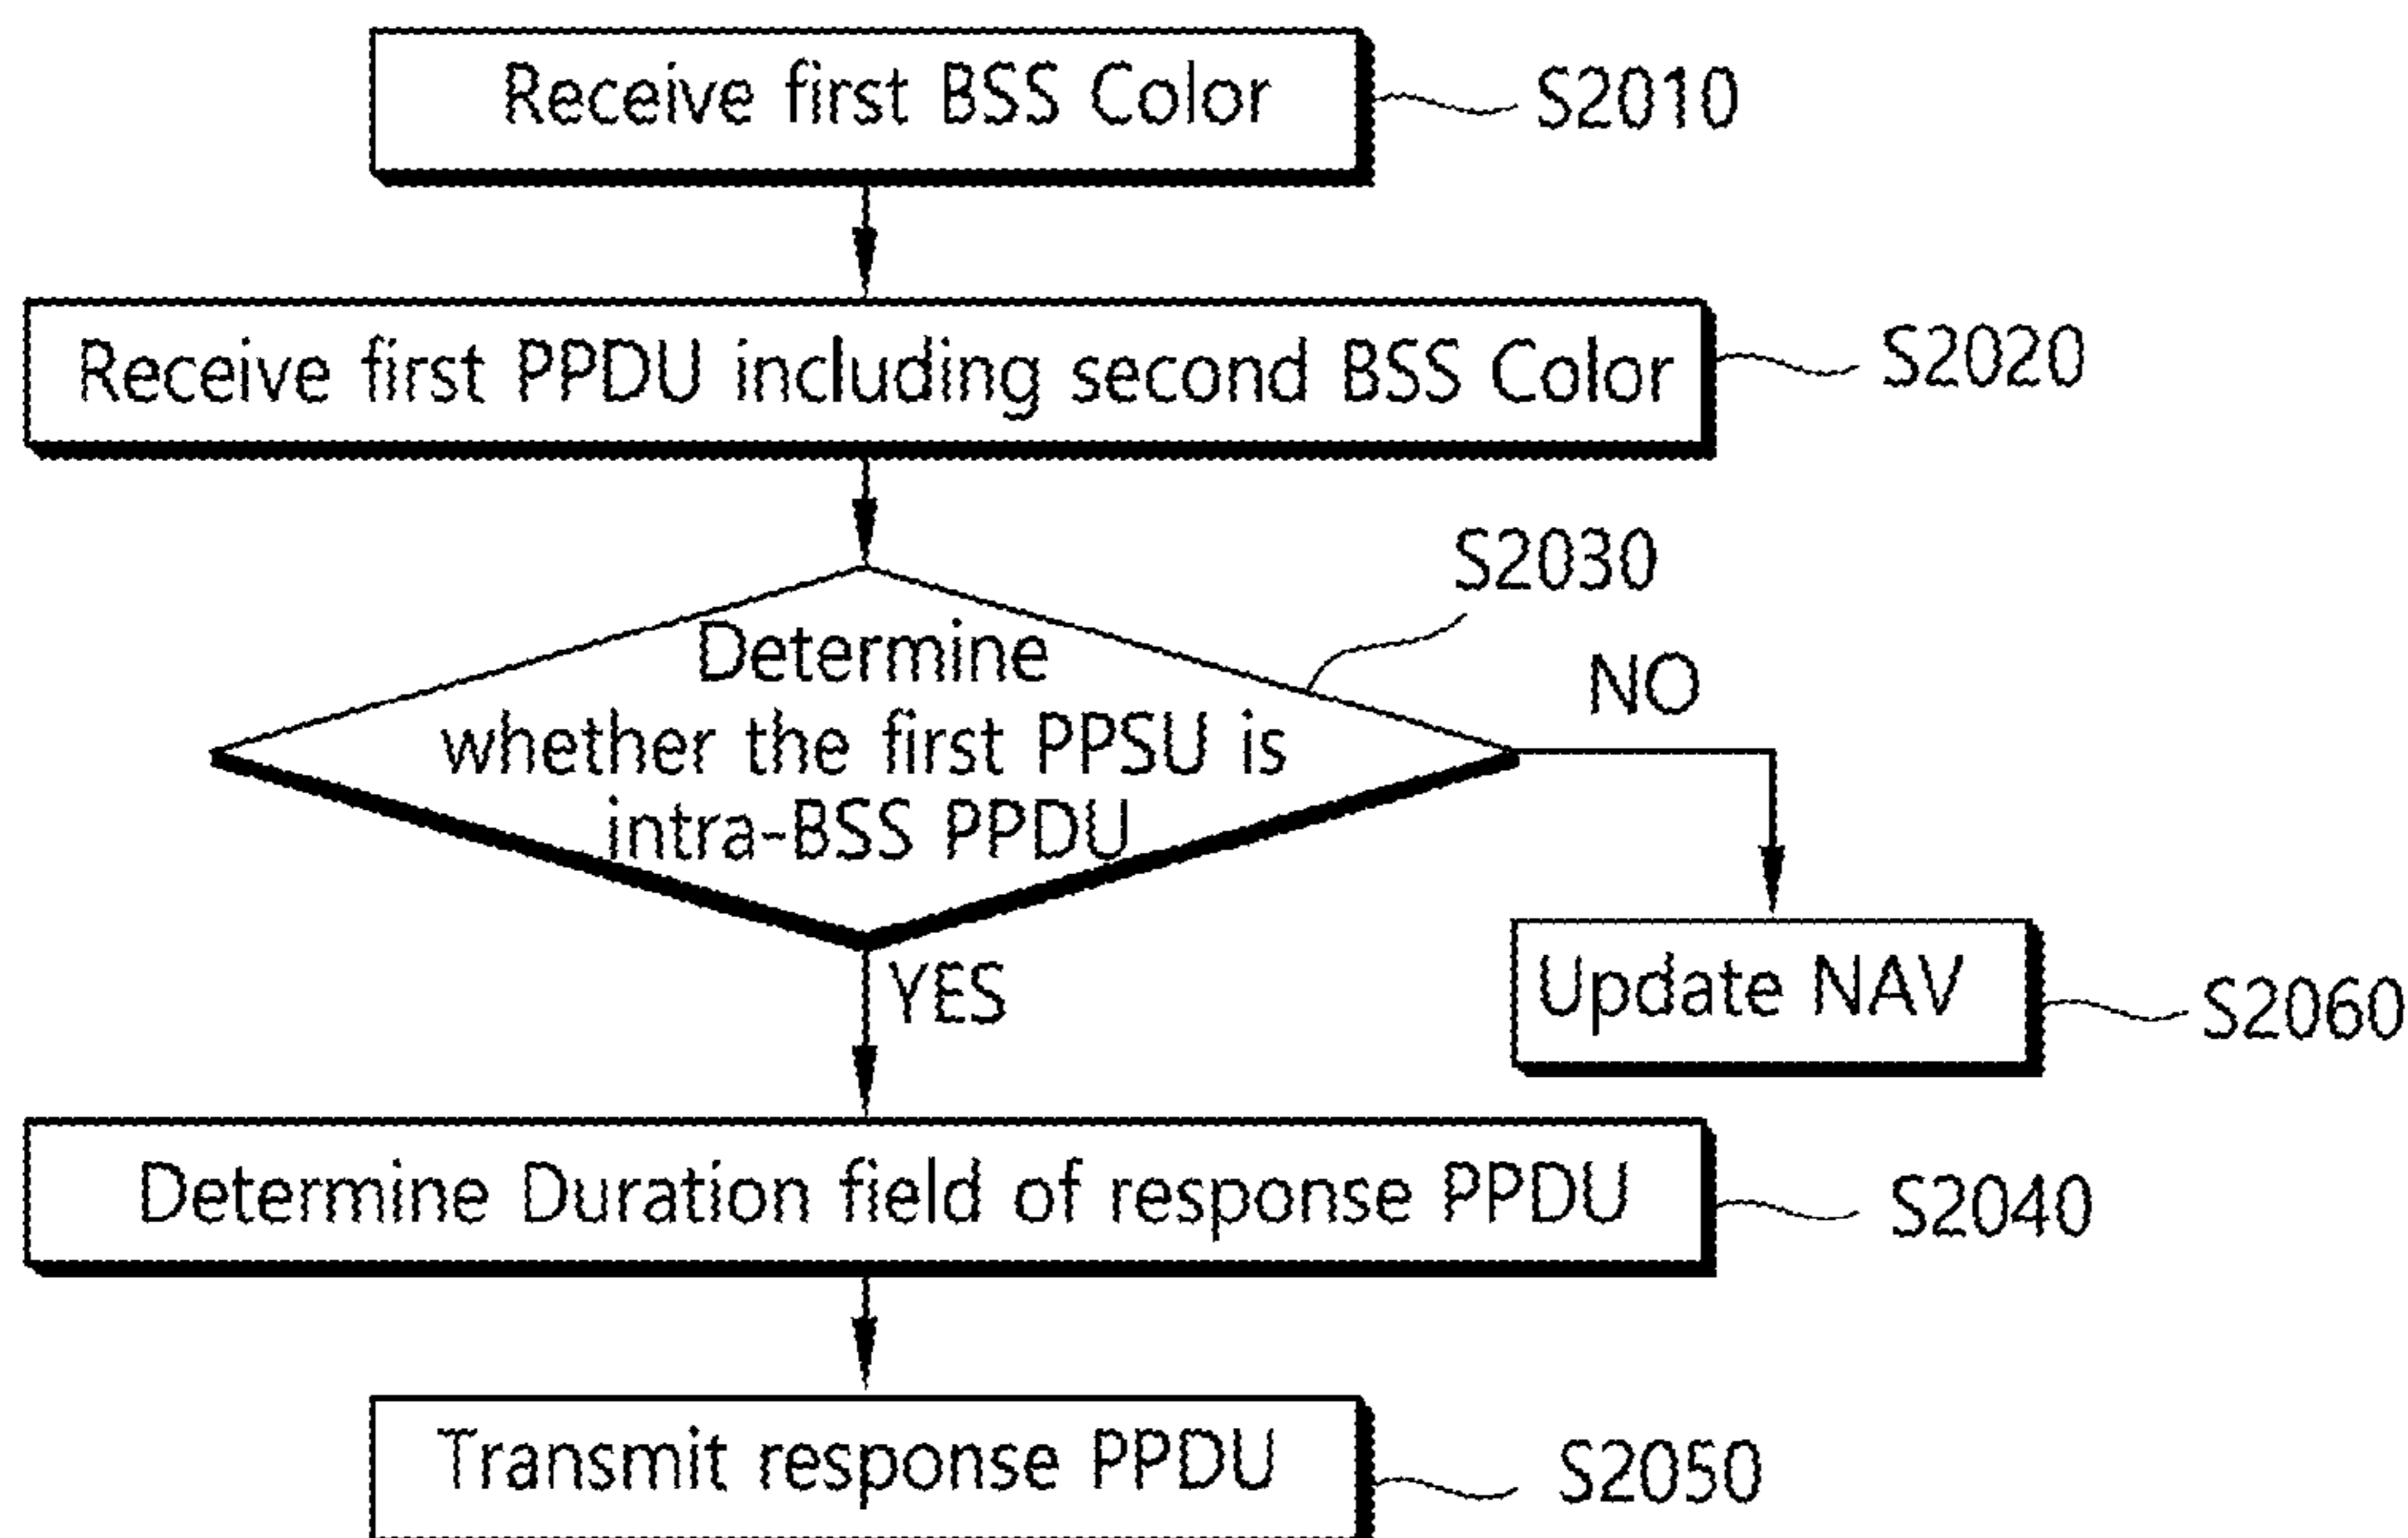 Receive first BSS Color
S2010
Receive first PPDU including second BSS Color
S2020
S2030
Determine
whether the first PPSU is
intra-BSS PPDU
NO
YES
Update NAV
S2060
Determine Duration field of response PPDU
S2040
Transmit response PPDU
S2050